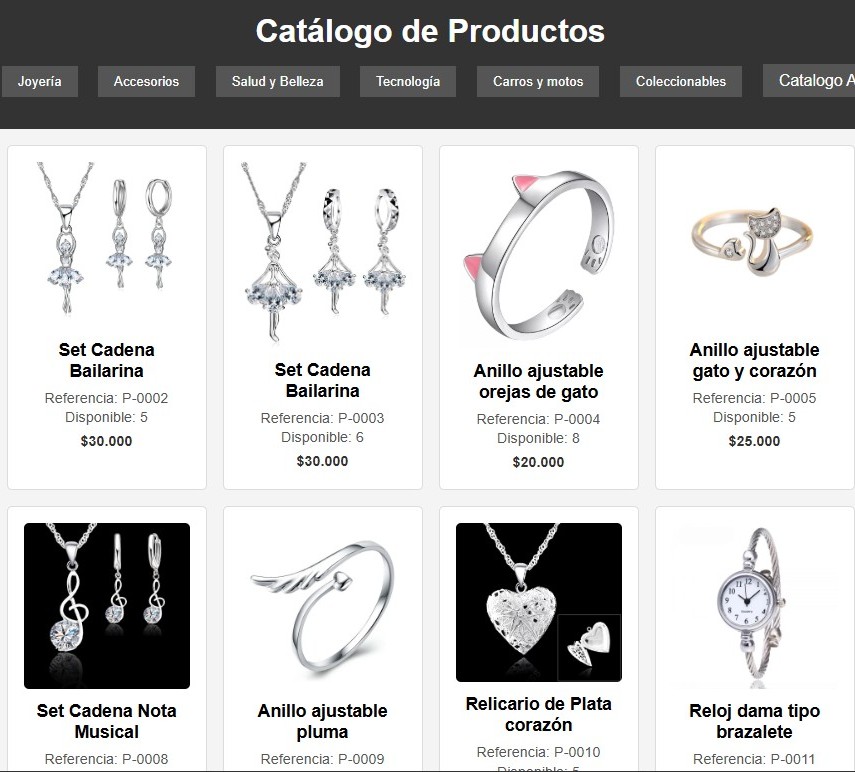 Catálogo de Productos
Joyería
Accesorios
Salud y Belleza
Tecnología
Carros y motos
Coleccionables
Catalogo A
Set Cadena
Bailarina
Referencia: P-0002
Disponible: 5
$30.000
Set Cadena
Bailarina
Referencia: P-0003
Disponible: 6
$30.000
Anillo ajustable
orejas de gato
Referencia: P-0004
Disponible: 8
$20.000
Anillo ajustable
gato y corazón
Referencia: P-0005
Disponible: 5
$25.000
Set Cadena Nota
Musical
Referencia: P-0008
Anillo ajustable
pluma
Referencia: P-0009
Relicario de Plata
corazón
Referencia: P-0010
Disponible: 5
Reloj dama tipo
brazalete
Referencia: P-0011